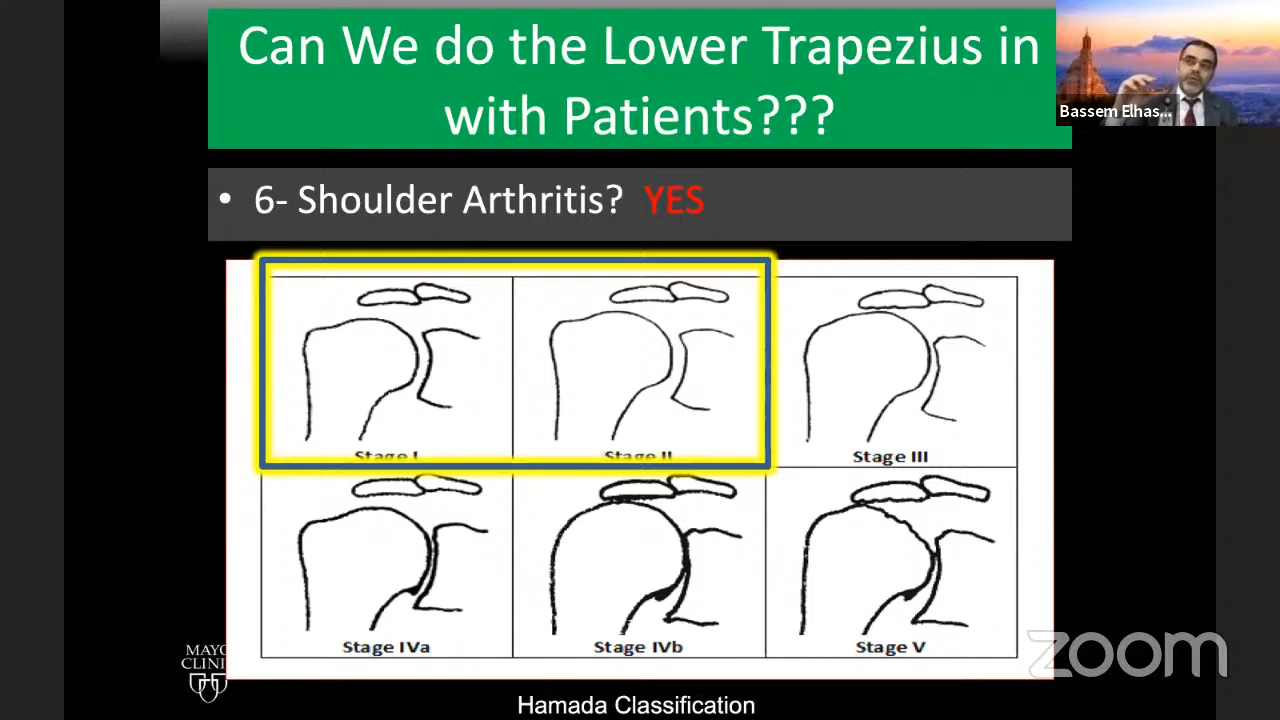 Can We do the Lower Trapezius in
with Patients???
Bassem Elhas...
• 6- Shoulder Arthritis? YES
Stage I
Stage II
Stage III
Stage IVa
Stage IVb
Stage V
MAYO
CLINI
zoom
Hamada Classification